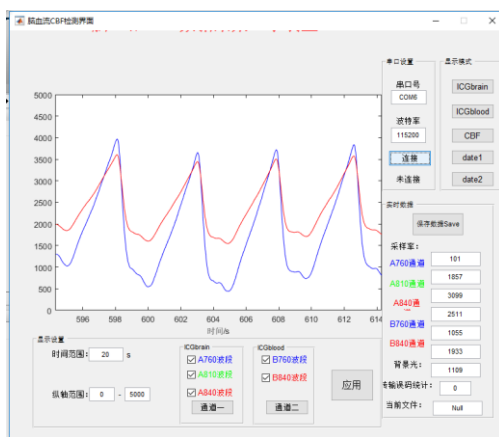 脑血流CBF检测界面
串口设置
显示模式
串口号
COM6
波特率
115200
连接
未连接
ICGbrain
ICGblood
CBF
date1
date2
5000
4500
4000
3500
3000
2500
2000
1500
1000
500
0
596 598 600 602 604 606 608 610 612 614
时间/s
实时数据
保存数据Save
采样率：
101
A760通道
1857
A810通道
3099
A840通道
2511
B760通道
1055
B840通道
1933
背景光：
1109
传输误码统计：
0
当前文件：
Null
显示设置
时间范围：
20
s
纵轴范围：
0 - 5000
ICGbrain
A760波段
A810波段
A840波段
通道一
ICGblood
B760波段
B840波段
通道二
应用